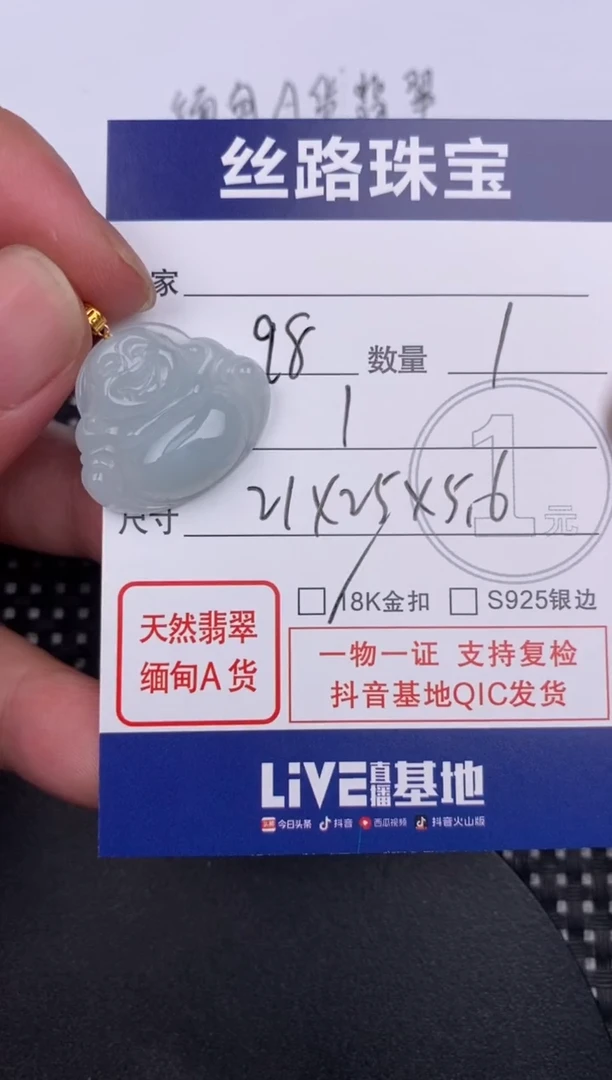 缅甸A货翡翠
丝路珠宝
家
98 数量 1
1
尺寸 21X25X5.6
1元
18K金扣 S925银边
天然翡翠
缅甸A货
一物一证 支持复检
抖音基地QIC发货
LiVE直播基地
今日头条 抖音 西瓜视频 抖音火山版